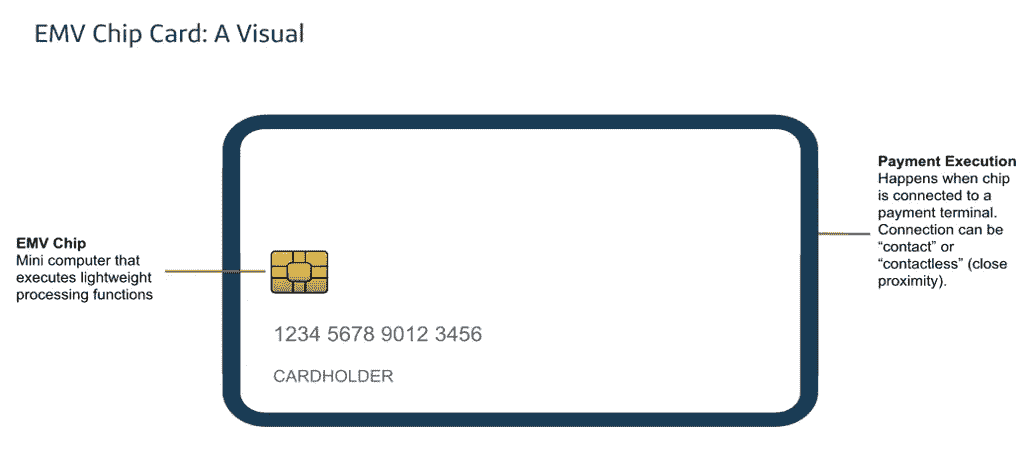 EMV Chip Card: A Visual
EMV Chip
Mini computer that
executes lightweight
processing functions
1234 5678 9012 3456
CARDHOLDER
Payment Execution
Happens when chip
is connected to a
payment terminal.
Connection can be
“contact” or
“contactless” (close
proximity).